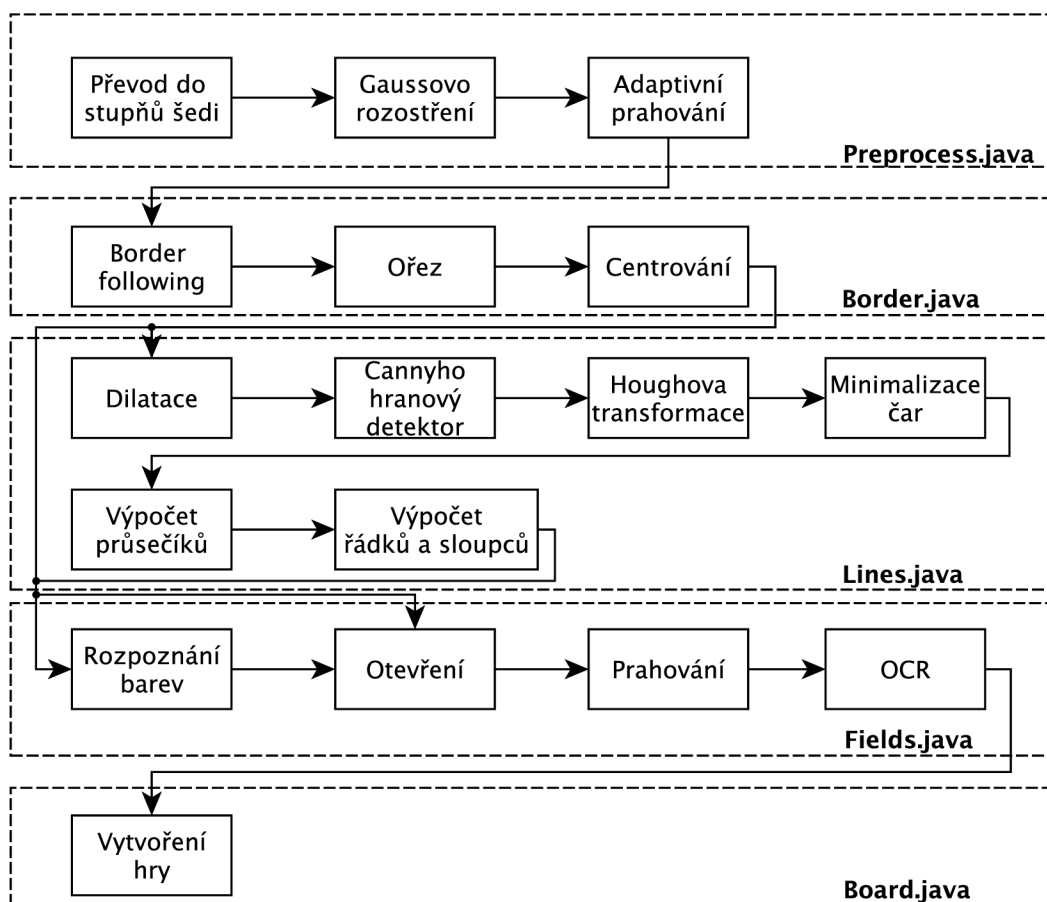 Převod do
stupňů šedi
Gaussovo
rozostření
Adaptivní
prahování
Preprocess.java
Border
following
Ořez
Centrování
Border.java
Dilatace
Cannyho
hranový
detektor
Houghova
transformace
Minimalizace
čar
Výpočet
průsečíků
Výpočet
řádků a sloupců
Lines.java
Rozpoznání
barev
Otevření
Prahování
OCR
Fields.java
Vytvoření
hry
Board.java